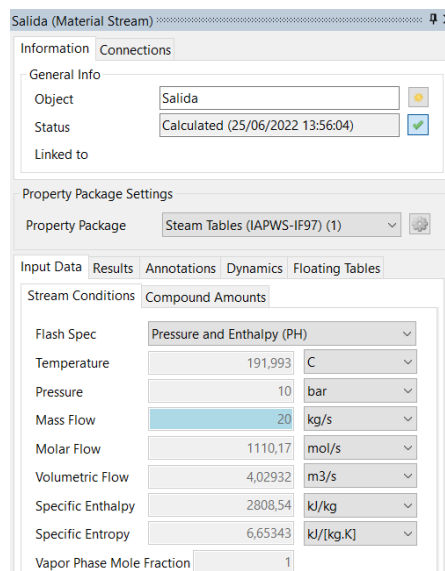 Salida (Material Stream)
Information Connections
General Info
Object Salida
Status Calculated (25/06/2022 13:56:04)
Linked to
Property Package Settings
Property Package Steam Tables (IAPWS-IF97) (1)
Input Data Results Annotations Dynamics Floating Tables
Stream Conditions Compound Amounts
Flash Spec Pressure and Enthalpy (PH)
Temperature 191,993 C
Pressure 10 bar
Mass Flow 20 kg/s
Molar Flow 1110,17 mol/s
Volumetric Flow 4,02932 m3/s
Specific Enthalpy 2808,54 kJ/kg
Specific Entropy 6,65343 kJ/[kg.K]
Vapor Phase Mole Fraction 1